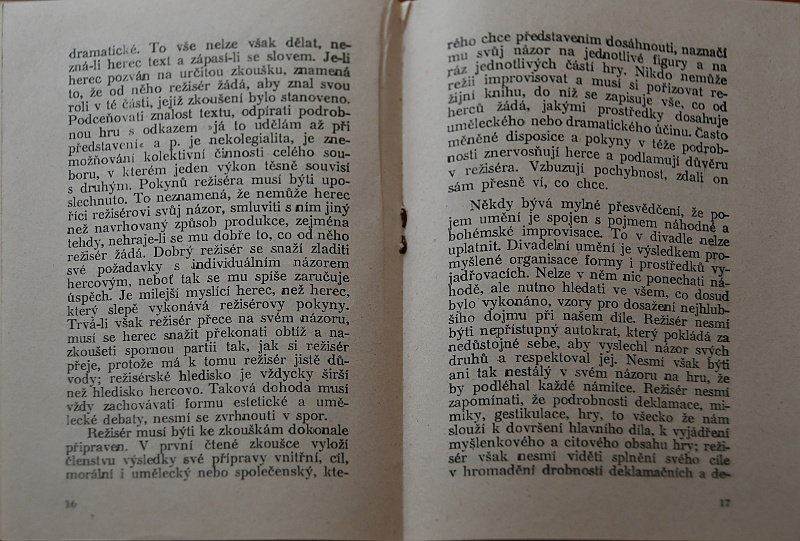 dramatické. To vše nelze však dělat, ne-
zná-li herec text a zápasí-li se slovem. Je-li
herec pozván na určitou zkoušku, znamená
to, že od něho režisér žádá, aby znal svou
roli v té části, jejíž zkoušení bylo stanoveno.
Podceňovati znalost textu, odpírati podrob-
nou hru s odkazem »já to udělám až při
představení« a p. je nekolegialita, je zne-
možňování kolektivní činnosti celého sou-
boru, v kterém jeden výkon těsně souvisí
s druhým. Pokynů režiséra musí býti upo-
slechnuto. To neznamená, že nemůže herec
říci režisérovi svůj názor, smluviti s ním jiný
než navrhovaný způsob produkce, zejména
tehdy, nehraje-li se mu dobře to, co od něho
režisér žádá. Dobrý režisér se snaží zladiti
své požadavky s individuálním názorem
hercovým, neboť tak mu spíše zaručuje
úspěch. Je milejší myslící herec, než herec,
který slepě vykonává režisérovy pokyny.
Trvá-li však režisér přece na svém názoru,
musí se herec snažit překonati obtíž a na-
zkoušeti spornou partii tak, jak si režisér
přeje, protože má k tomu režisér jistě dů-
vody; režisérské hledisko je vždycky širší
než hledisko hercovo. Taková dohoda musí
vždy zachovávati formu estetické a umě-
lecké debaty, nesmí se zvrhnouti v spor.
Režisér musí býti ke zkouškám dokonale
připraven. V první čtené zkoušce vyloží
členstvu výsledky své přípravy vnitřní, cíl,
morální i umělecký nebo společenský, kte-
16
rého chce představením dosáhnouti, naznačí
mu svůj názor na jednotlivé figury a na
ráz jednotlivých částí hry. Nikdo nemůže
režii improvisovat a musí si pořizovat re-
žijní knihu, do níž se zapisuje vše, co od
herců žádá, jakými prostředky dosahuje
uměleckého nebo dramatického účinu. Často
měněné disposice a pokyny v téže podrob-
nosti znervosňují herce a podlamují důvěru
v režiséra. Vzbuzují pochybnost, zdali on
sám přesně ví, co chce.
Někdy bývá mylné přesvědčení, že po-
jem umění je spojen s pojmem náhodné a
bohémské improvisace. To v divadle nelze
uplatnit. Divadelní umění je výsledkem pro-
myšlené organisace formy i prostředků vy-
jadřovacích. Nelze v něm nic ponechati ná-
hodě, ale nutno hledati ve všem, co dosud
bylo vykonáno, vzory pro dosažení nejhlub-
šího dojmu při našem díle. Režisér nesmí
býti nepřístupný autokrat, který pokládá za
nedůstojné sebe, aby vyslechl názor svých
druhů a respektoval jej. Nesmí však býti
ani tak nestálý v svém názoru na hru, že
by podléhal každé námitce. Režisér nesmí
zapomínati, že podrobnosti deklamace, mi-
miky, gestikulace, hry, to všecko že nám
slouží k dovršení hlavního díla, k vyjádření
myšlenkového a citového obsahu hry; reži-
sér však nesmí viděti splnění svého cíle
v hromadění drobností deklamačních a de-
17